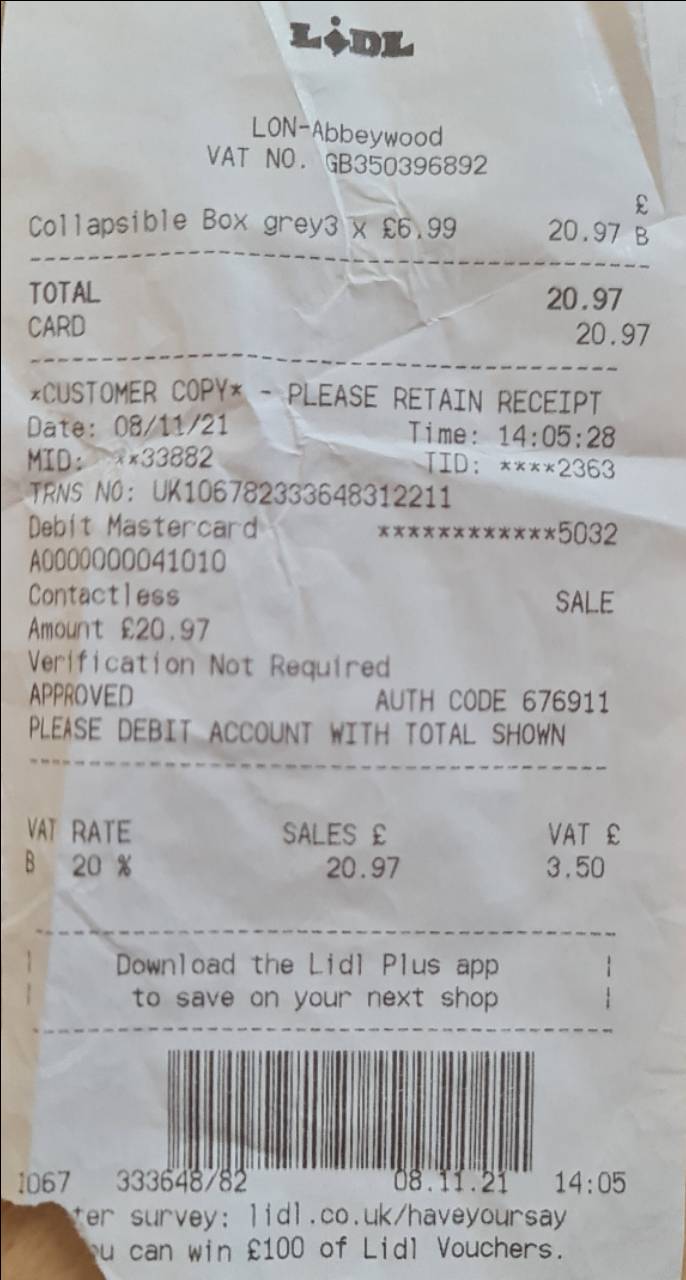 LIDL
LON-Abbeywood
VAT NO. GB350396892
£
Collapsible Box grey3 x £6.99 20.97 B
TOTAL 20.97
CARD 20.97
*CUSTOMER COPY* - PLEASE RETAIN RECEIPT
Date: 08/11/21 Time: 14:05:28
MID: **33882 TID: ****2363
TRNS NO: UK106782333648312211
Debit Mastercard ************5032
A0000000041010
Contactless SALE
Amount £20.97
Verification Not Required
APPROVED AUTH CODE 676911
PLEASE DEBIT ACCOUNT WITH TOTAL SHOWN
VAT RATE SALES £ VAT £
B 20 % 20.97 3.50
Download the Lidl Plus app
to save on your next shop
1067 333648/82 08.11.21 14:05
ter survey: lidl.co.uk/haveyoursay
ou can win £100 of Lidl Vouchers.